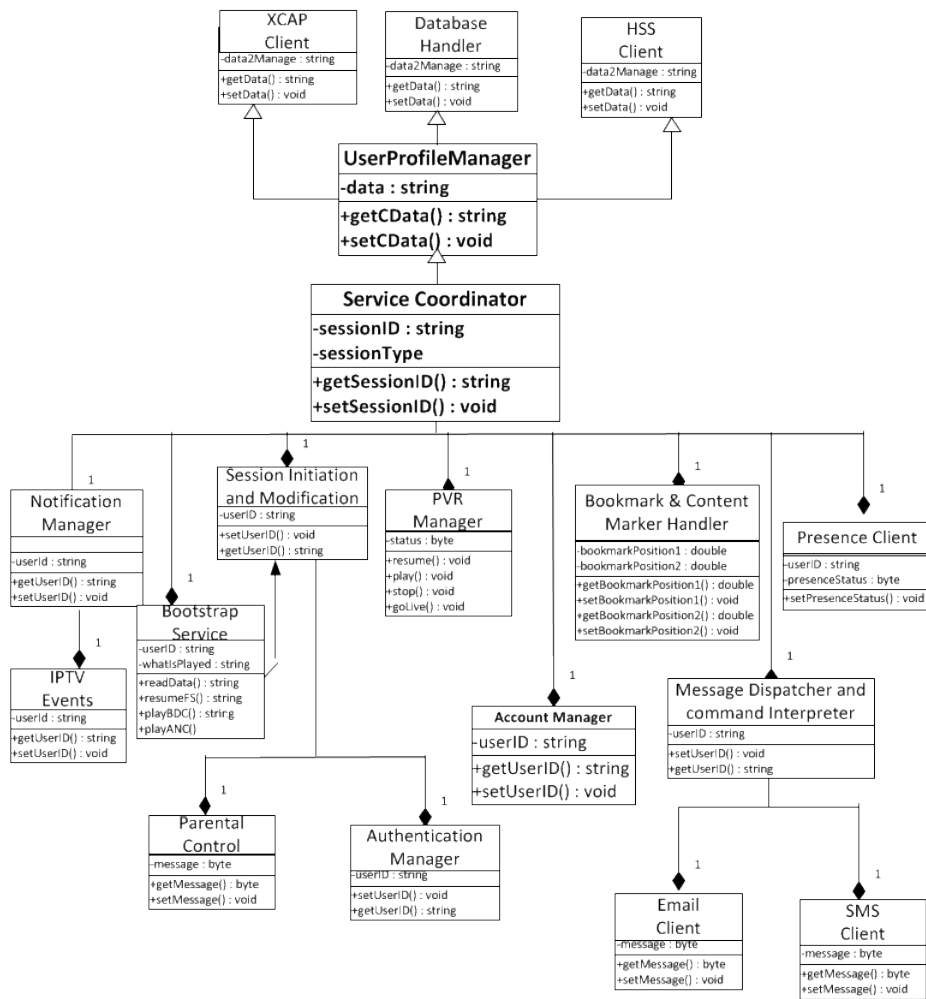 XCAP
Client
-data2Manage : string
+getData() : string
+setData() : void
Database
Handler
-data2Manage : string
+getData() : string
+setData() : void
HSS
Client
-data2Manage : string
+getData() : string
+setData() : void
UserProfileManager
-data : string
+getCData() : string
+setCData() : void
Service Coordinator
-sessionID : string
-sessionType
+getSessionID() : string
+setSessionID() : void
1
Notification
Manager
-userId : string
+getUserID() : string
+setUserID() : void
1
IPTV
Events
-userId : string
+getUserID() : string
+setUserID() : void
1
Bootstrap
Service
-userID : string
-whatIsPlayed : string
+readData() : string
+resumeFS() : string
+playBDC() : string
+playANC()
1
Session Initiation
and Modification
-userID : string
+setUserID() : void
+getUserID() : string
1
Parental
Control
-message : byte
+getMessage() : byte
+setMessage() : void
1
Authentication
Manager
-userID : string
+setUserID() : void
+getUserID() : string
1
PVR
Manager
-status : byte
+resume() : void
+play() : void
+stop() : void
+goLive() : void
1
Account Manager
-userID : string
+getUserID() : string
+setUserID() : void
1
Bookmark & Content
Marker Handler
-bookmarkPosition1 : double
-bookmarkPosition2 : double
+getBookmarkPosition1() : double
+setBookmarkPosition1() : void
+getBookmarkPosition2() : double
+setBookmarkPosition2() : void
1
Message Dispatcher and
command Interpreter
-userID : string
+setUserID() : void
+getUserID() : string
1
Presence Client
-userID : string
-presenceStatus : byte
+setPresenceStatus() : void
1
Email
Client
-message : byte
+getMessage() : byte
+setMessage() : void
1
SMS
Client
-message : byte
+getMessage() : byte
+setMessage() : void